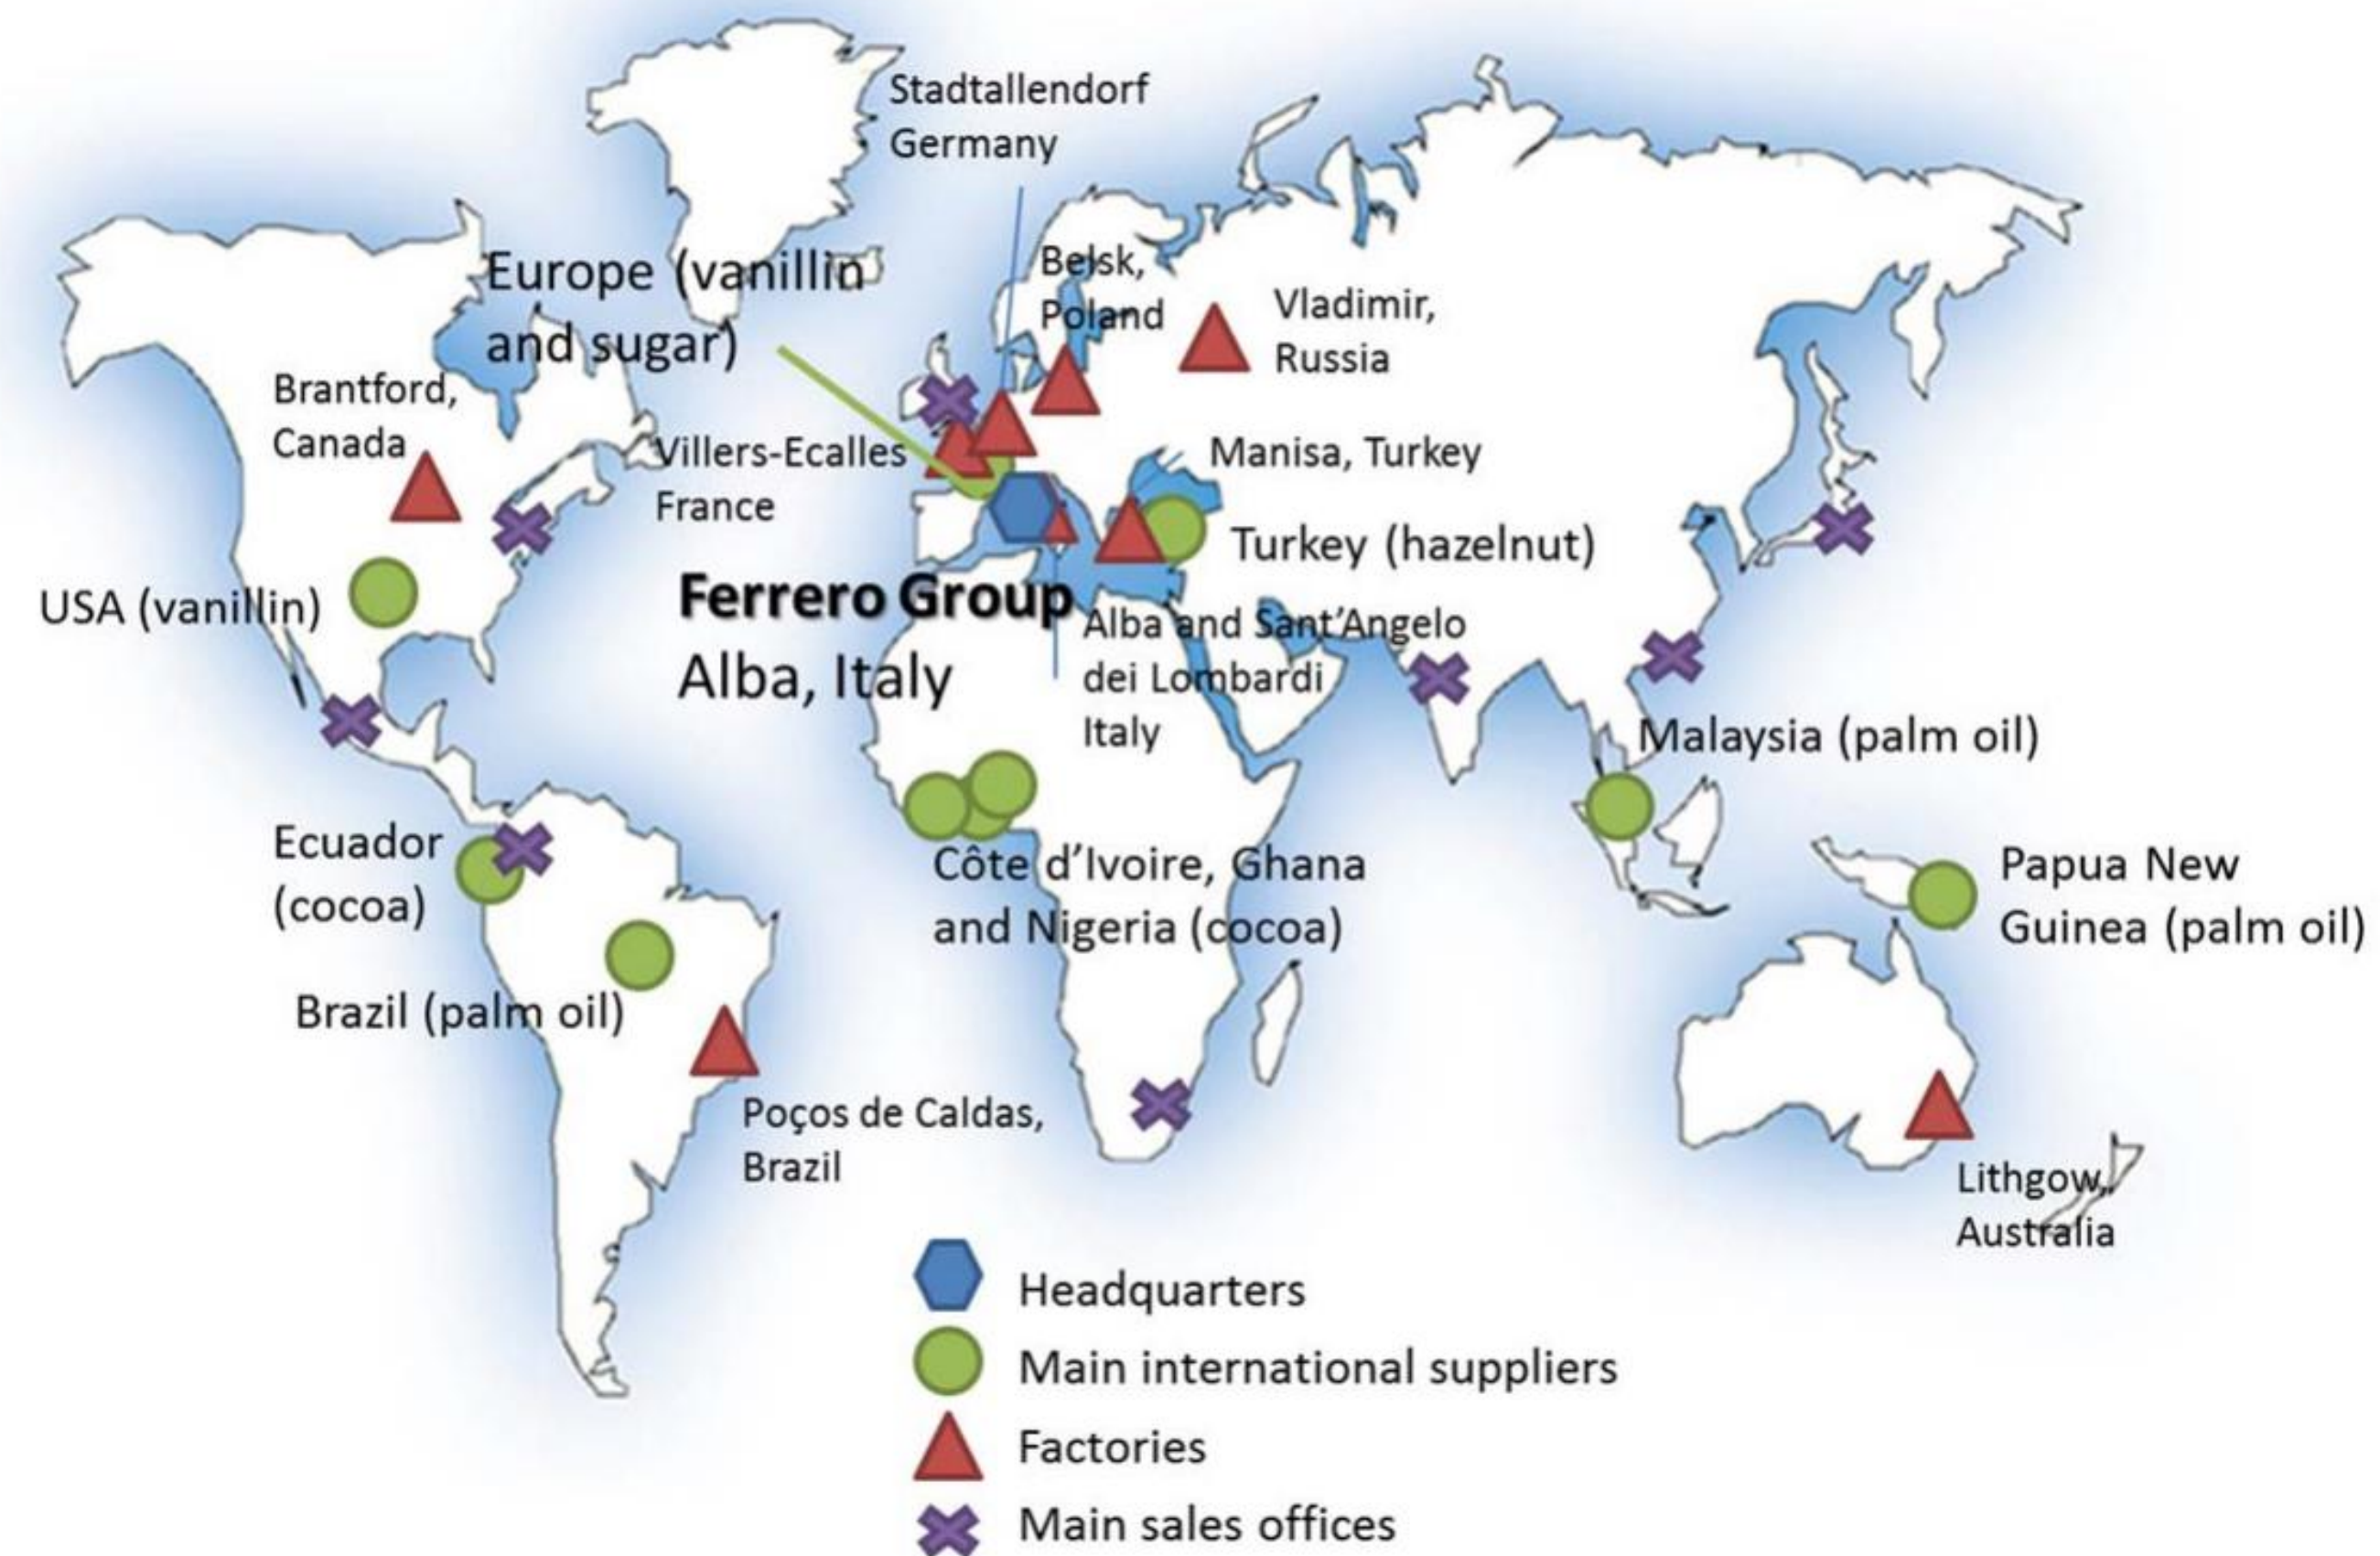 Stadtallendorf
Germany
Europe (vanillin
and sugar)
Belsk,
Poland
Vladimir,
Russia
Brantford,
Canada
Villers-Ecalles
France
Manisa, Turkey
Turkey (hazelnut)
USA (vanillin)
Ferrero Group
Alba, Italy
Alba and Sant'Angelo
dei Lombardi
Italy
Malaysia (palm oil)
Ecuador
(cocoa)
Côte d'Ivoire, Ghana
and Nigeria (cocoa)
Papua New
Guinea (palm oil)
Brazil (palm oil)
Poços de Caldas,
Brazil
Lithgow,
Australia
Headquarters
Main international suppliers
Factories
Main sales offices